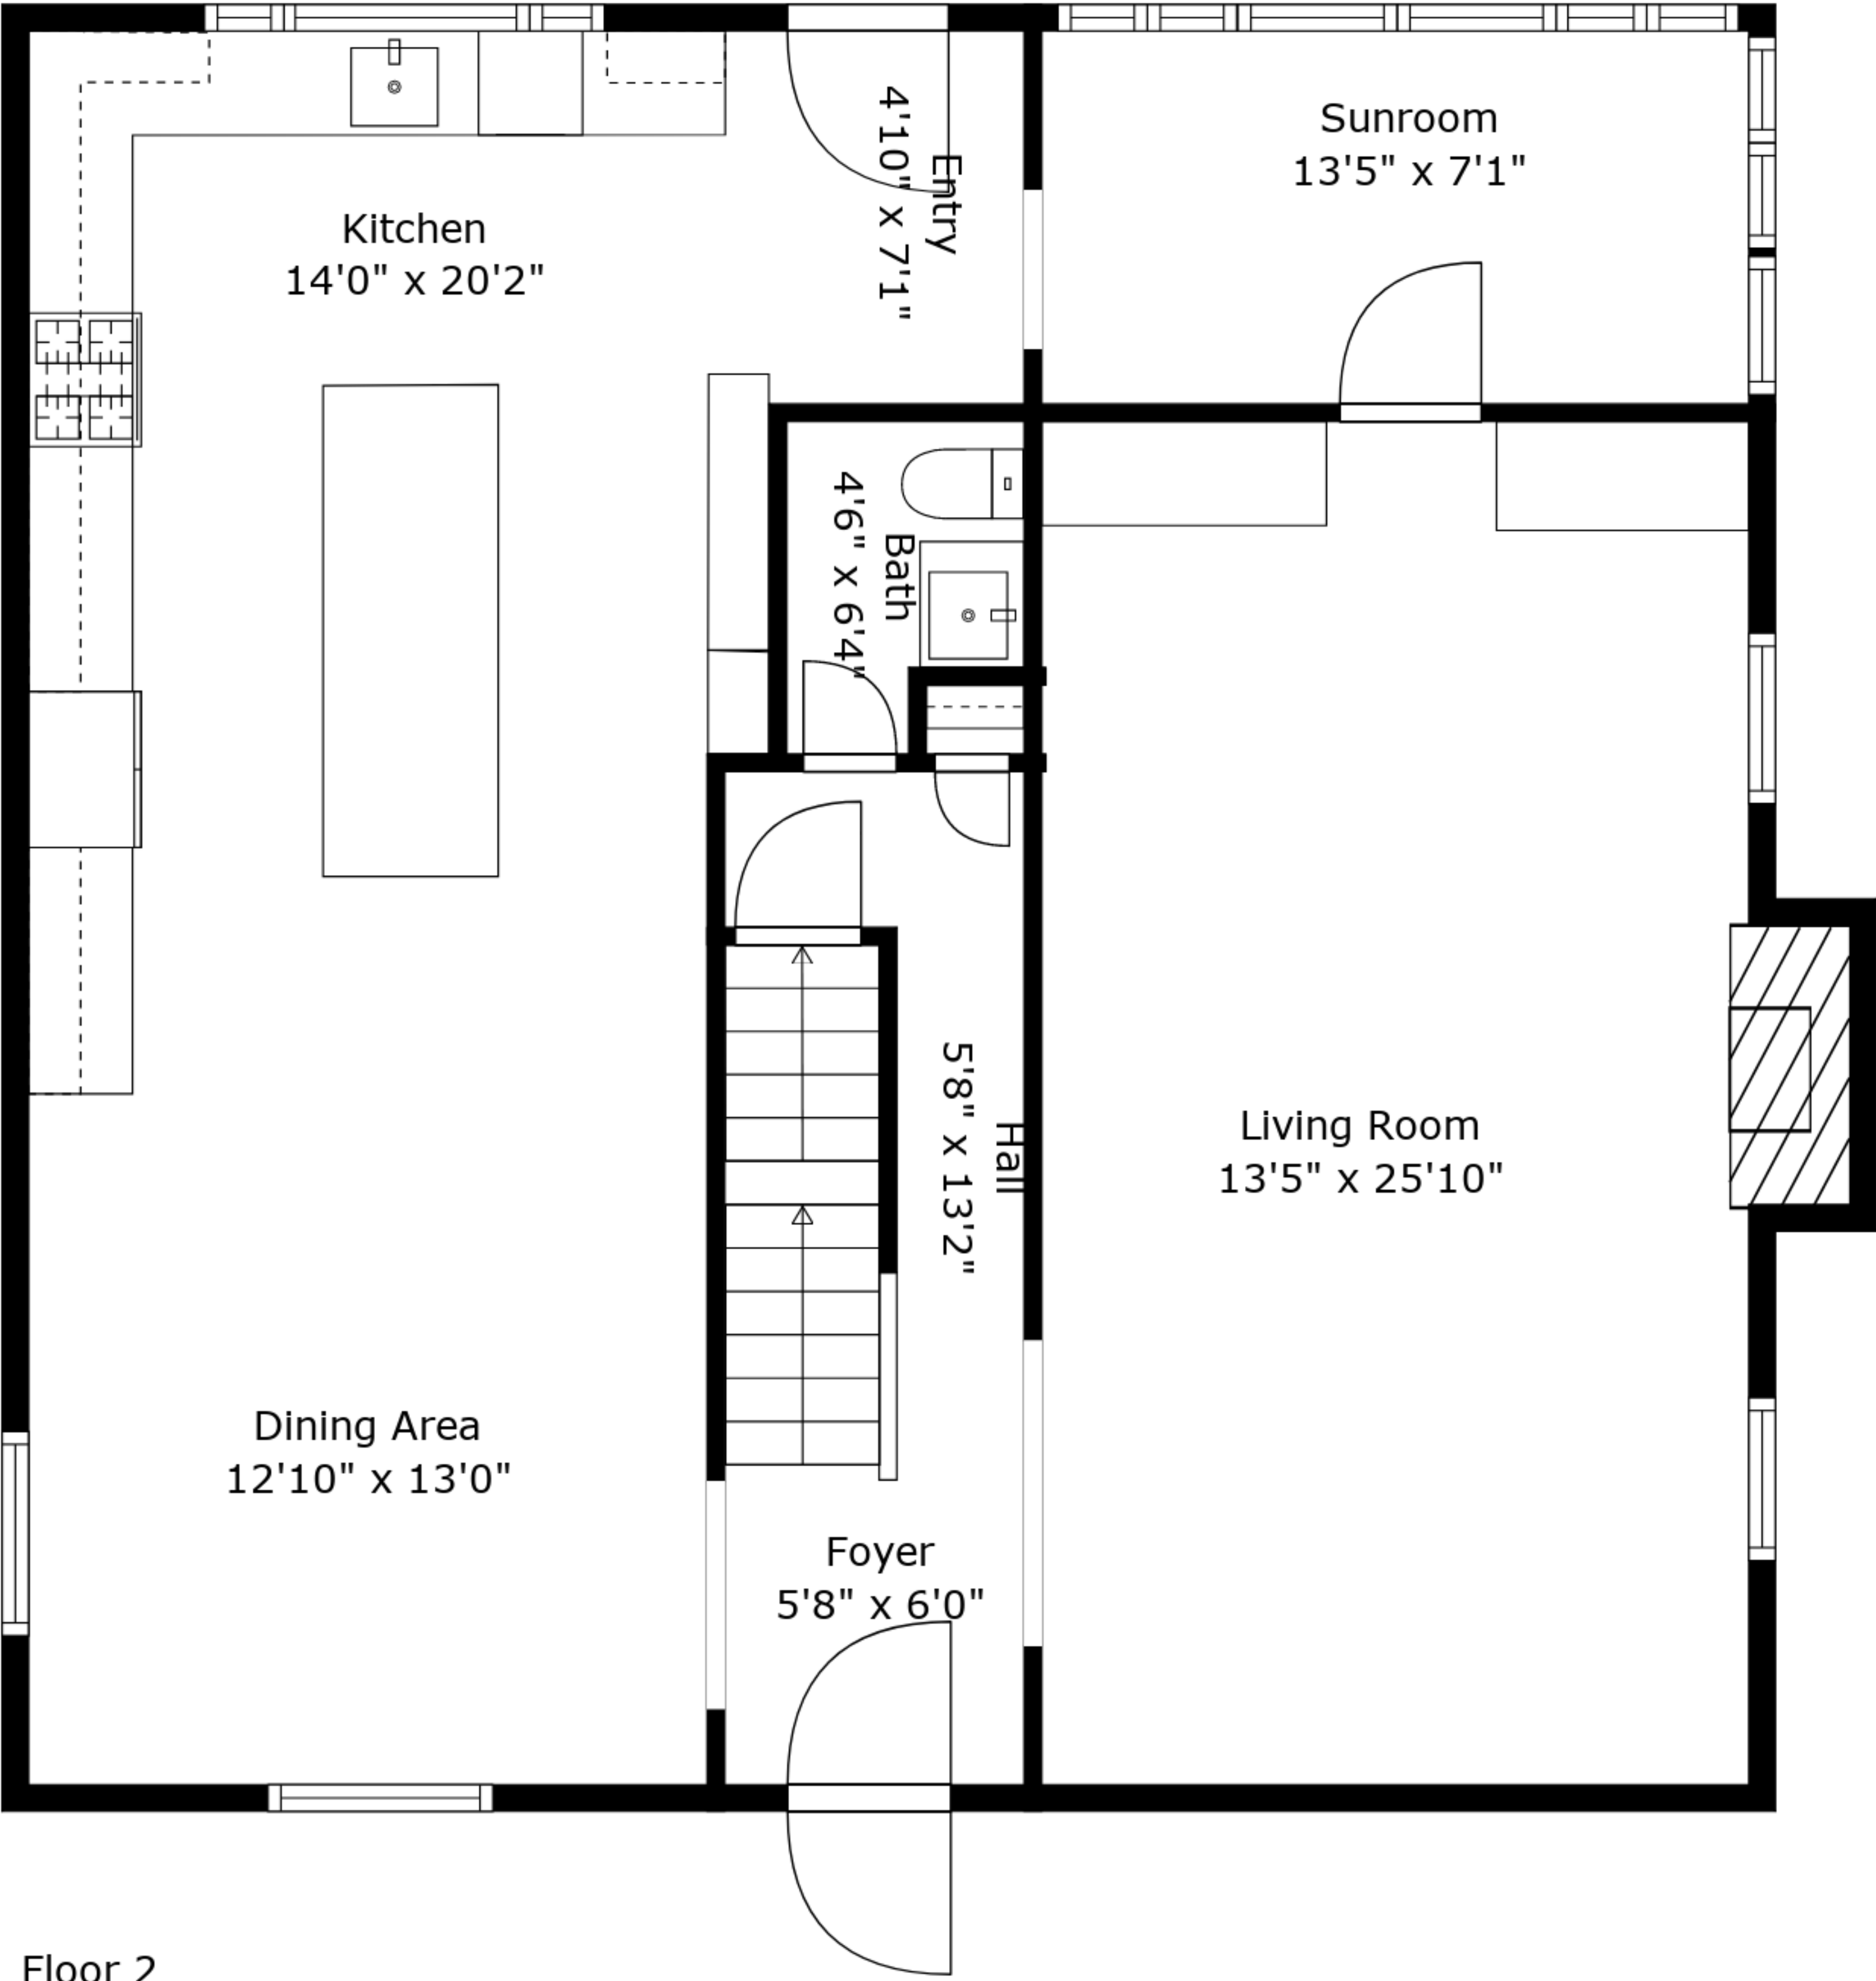 Sunroom
13'5" x 7'1"
Entry
4'10" x 7'1"
Kitchen
14'0" x 20'2"
Bath
4'6" x 6'4"
Hall
5'8" x 13'2"
Living Room
13'5" x 25'10"
Dining Area
12'10" x 13'0"
Foyer
5'8" x 6'0"
Floor 2